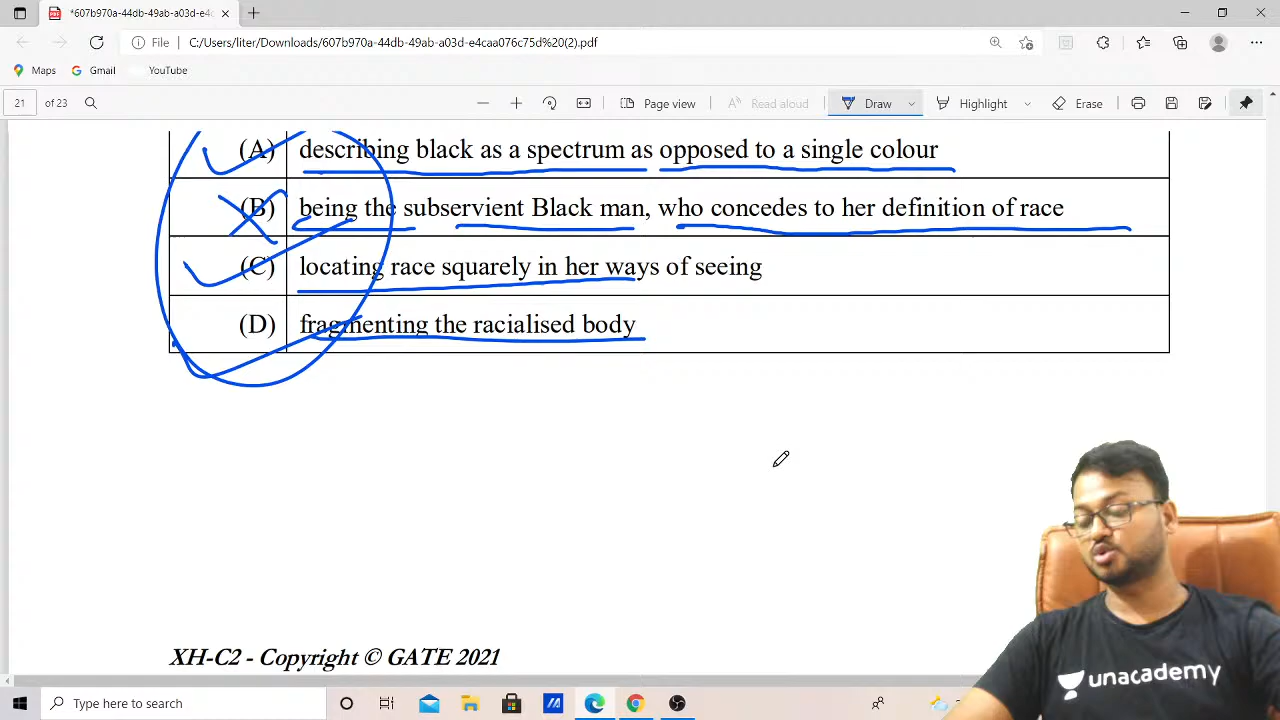 *607b970a-44db-49ab-a03d-e4c
File C:/Users/liter/Downloads/607b970a-44db-49ab-a03d-e4caa076c75d%20(2).pdf
Maps Gmail YouTube
21 of 23 Page view Read aloud Draw Highlight Erase
(A) describing black as a spectrum as opposed to a single colour
(B) being the subservient Black man, who concedes to her definition of race
(C) locating race squarely in her ways of seeing
(D) fragmenting the racialised body
XH-C2 - Copyright © GATE 2021
unacademy
Type here to search